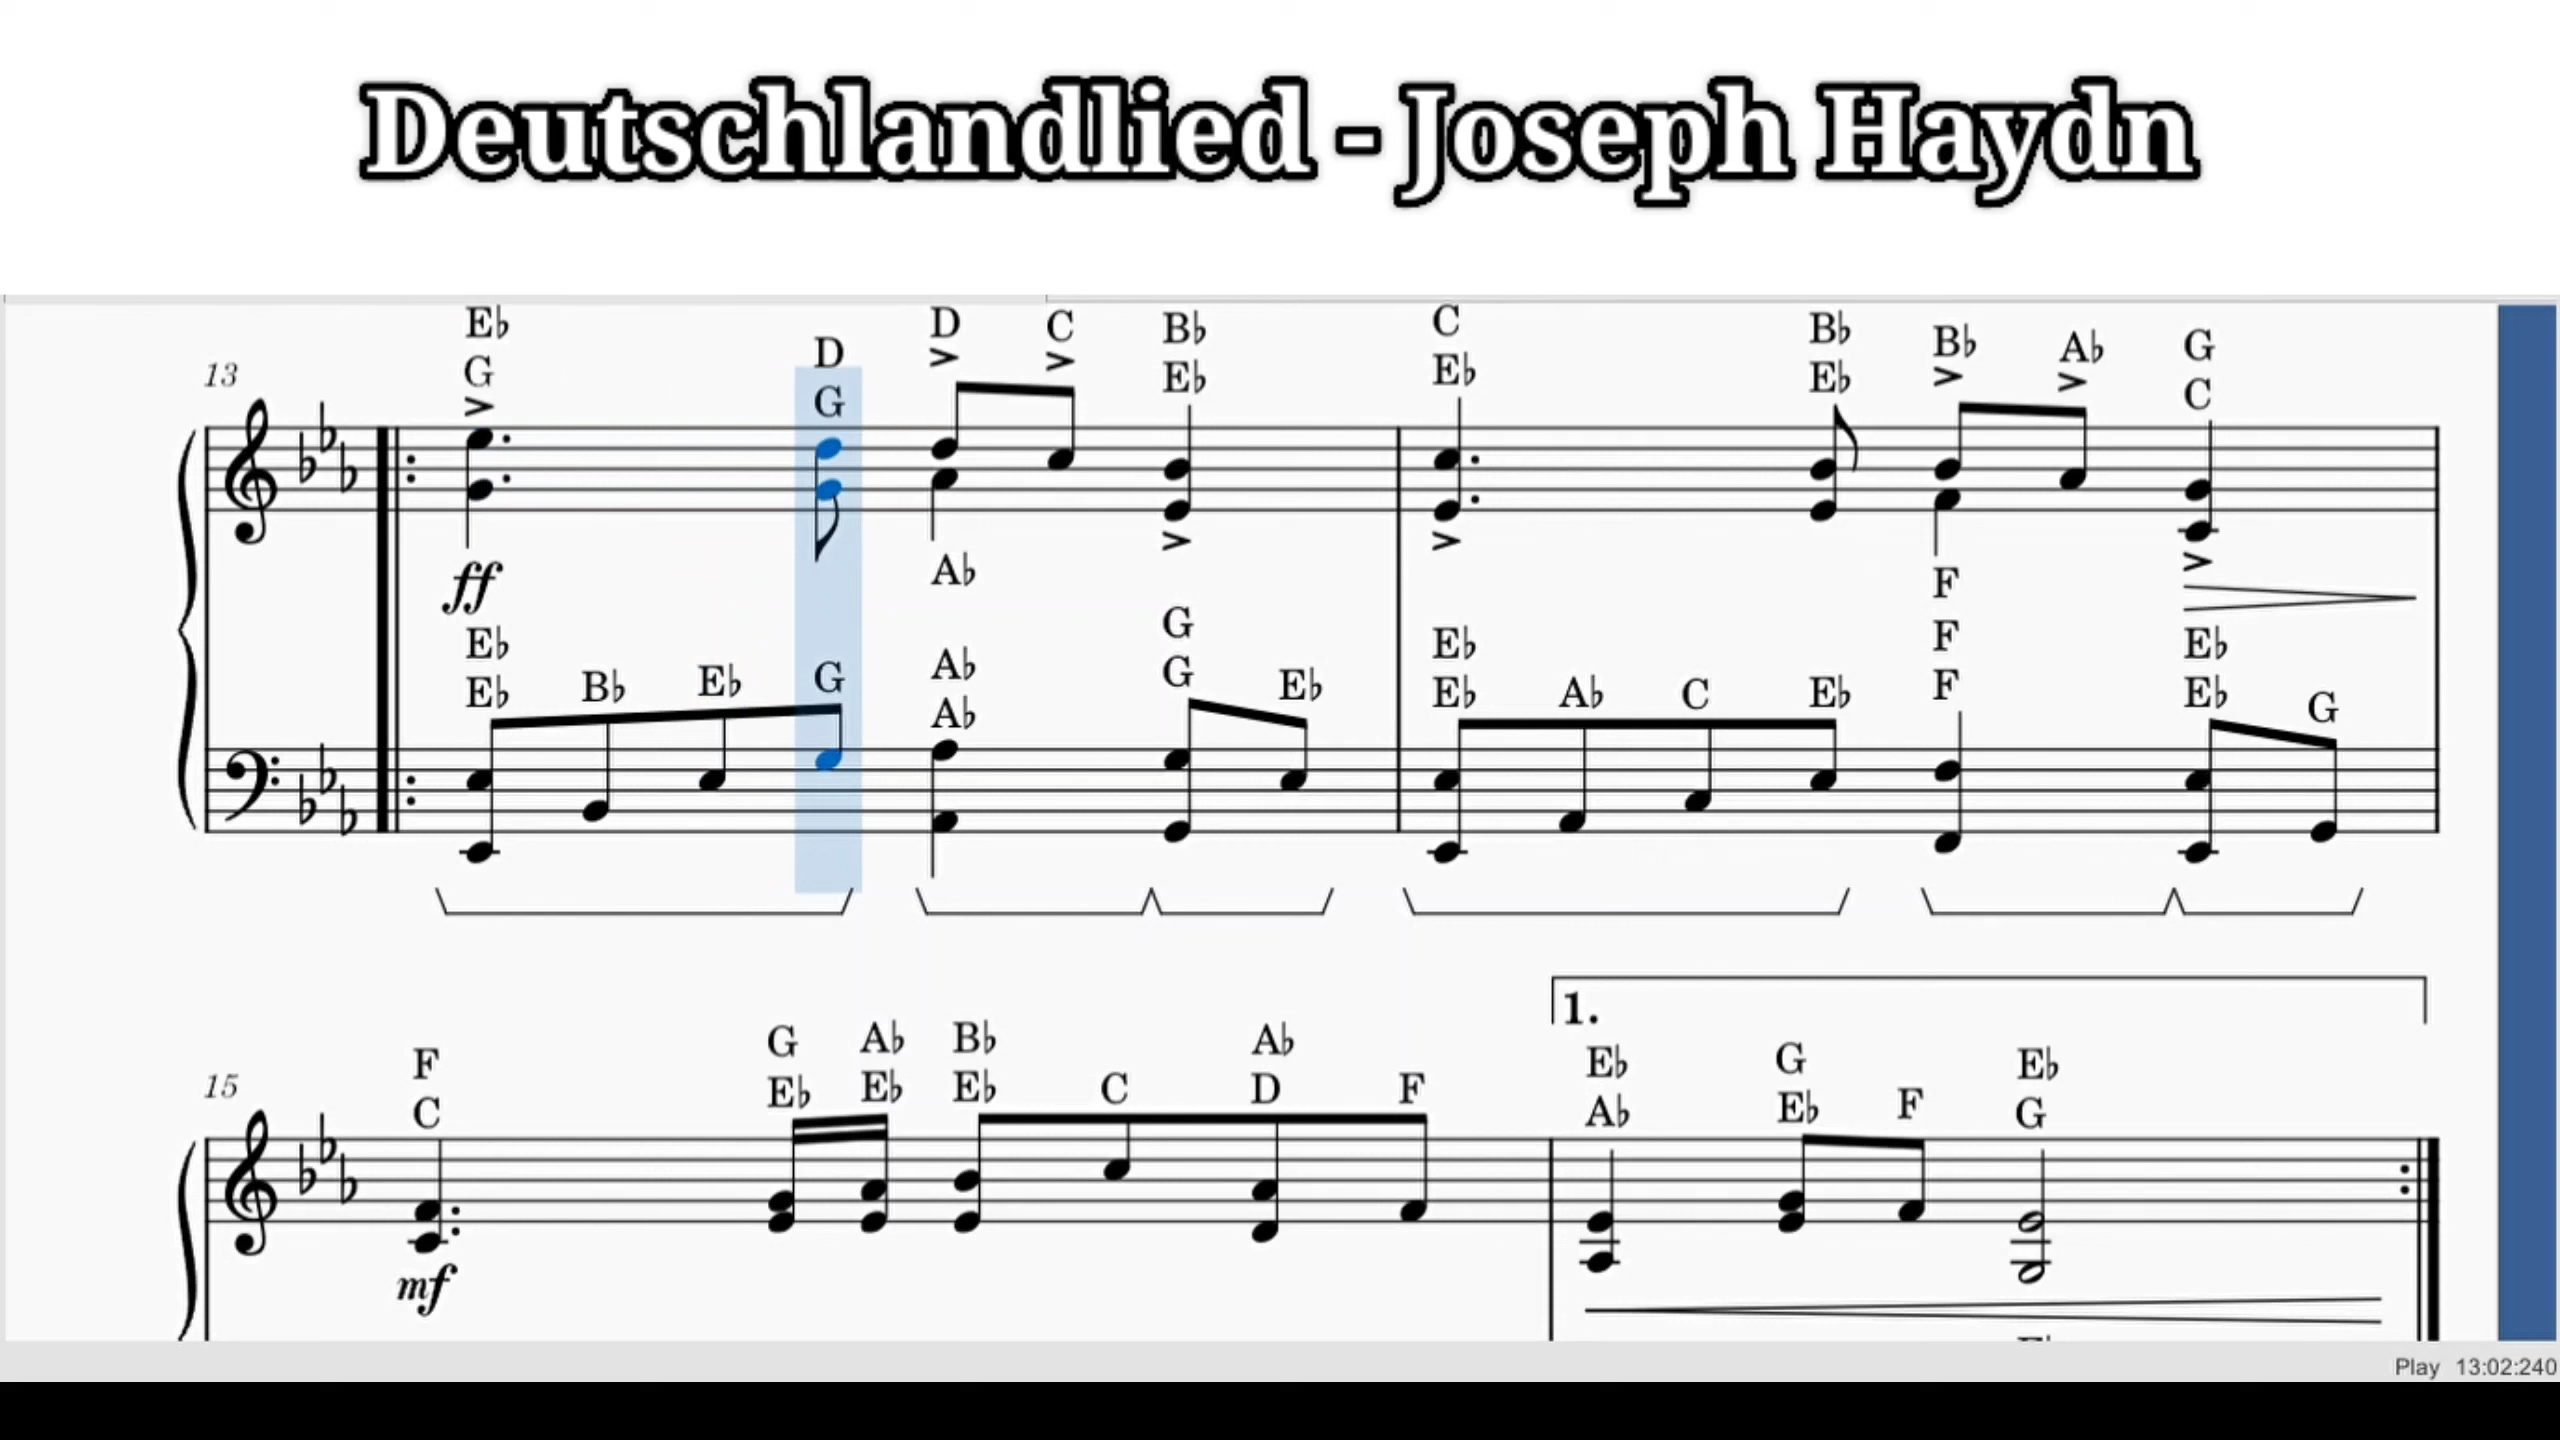 Deutschlandlied - Joseph Haydn
E♭ D C B♭ C B♭ B♭ A♭ G
13 G D G E♭ E♭ E♭ C
ff A♭ F
E♭ A♭ G E♭ F E♭
E♭ B♭ E♭ G A♭ G E♭ E♭ A♭ C E♭ F E♭ G
1.
F G A♭ B♭ A♭ E♭ G E♭
15 C E♭ E♭ E♭ C D F A♭ E♭ F G
mf
Play 13:02:240